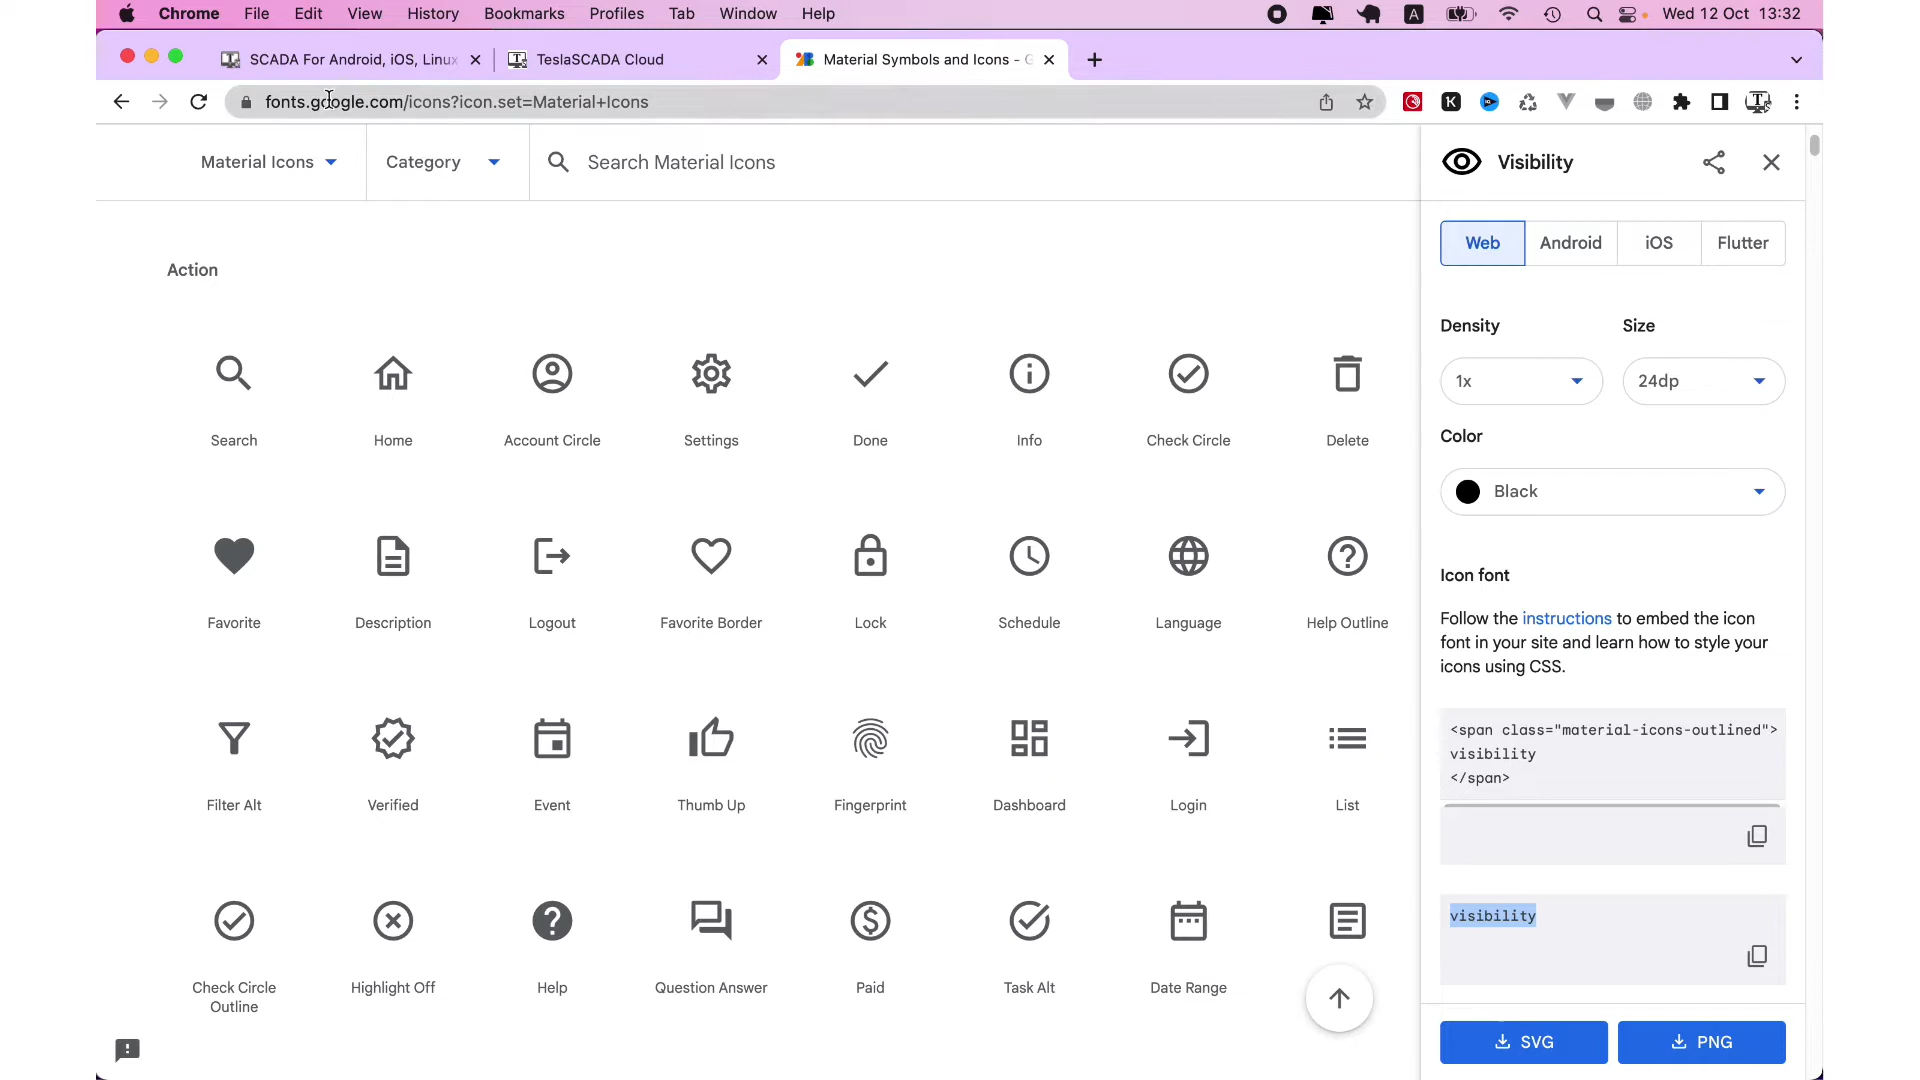 Chrome File Edit View History Bookmarks Profiles Tab Window Help A Wed 12 Oct 13:32
SCADA For Android, iOS, Linux TeslaSCADA Cloud Material Symbols and Icons - G
fonts.google.com/icons?icon.set=Material+Icons
Material Icons Category Search Material Icons
Action
Search Home Account Circle Settings Done Info Check Circle Delete
Favorite Description Logout Favorite Border Lock Schedule Language Help Outline
Filter Alt Verified Event Thumb Up Fingerprint Dashboard Login List
Check Circle Outline Highlight Off Help Question Answer Paid Task Alt Date Range
Visibility
Web Android iOS Flutter
Density Size
1x 24dp
Color
Black
Icon font
Follow the instructions to embed the icon
font in your site and learn how to style your
icons using CSS.
<span class="material-icons-outlined">
visibility
</span>
visibility
SVG PNG